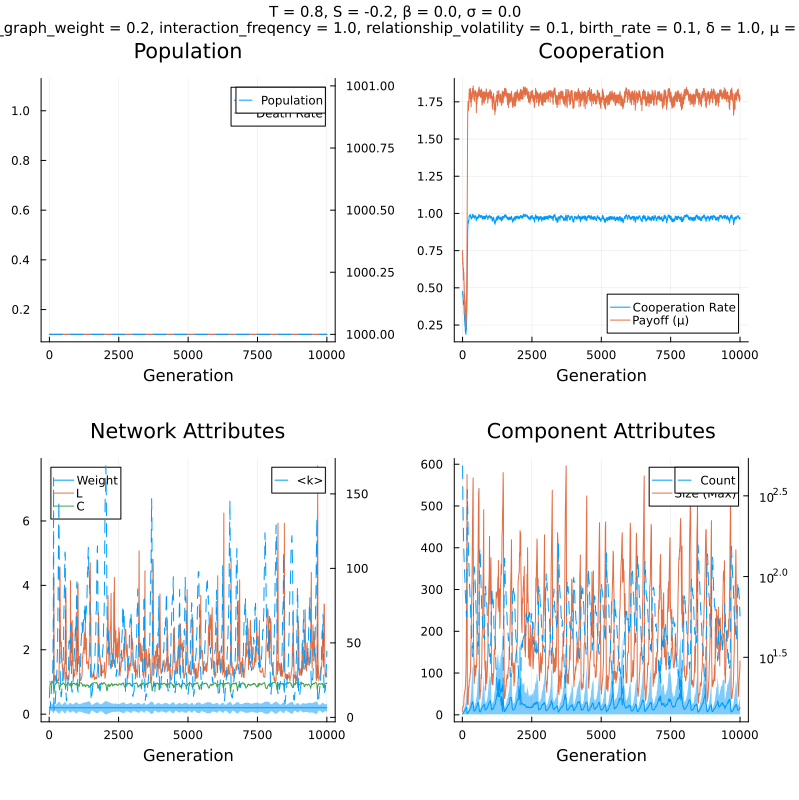 T = 0.8, S = -0.2, β = 0.0, σ = 0.0
_graph_weight = 0.2, interaction_freqency = 1.0, relationship_volatility = 0.1, birth_rate = 0.1, δ = 1.0, μ =
Population
Cooperation
Population
Death Rate
1.0
0.8
0.6
0.4
0.2
1001.00
1000.75
1000.50
1000.25
1000.00
0 2500 5000 7500 10000
Generation
1.75
1.50
1.25
1.00
0.75
0.50
0.25
Cooperation Rate
Payoff (μ)
0 2500 5000 7500 10000
Generation
Network Attributes
Component Attributes
Weight
L
C
<k>
6
4
2
0
150
100
50
0
0 2500 5000 7500 10000
Generation
Count
Size (Max)
600
500
400
300
200
100
0
10^2.5
10^2.0
10^1.5
0 2500 5000 7500 10000
Generation